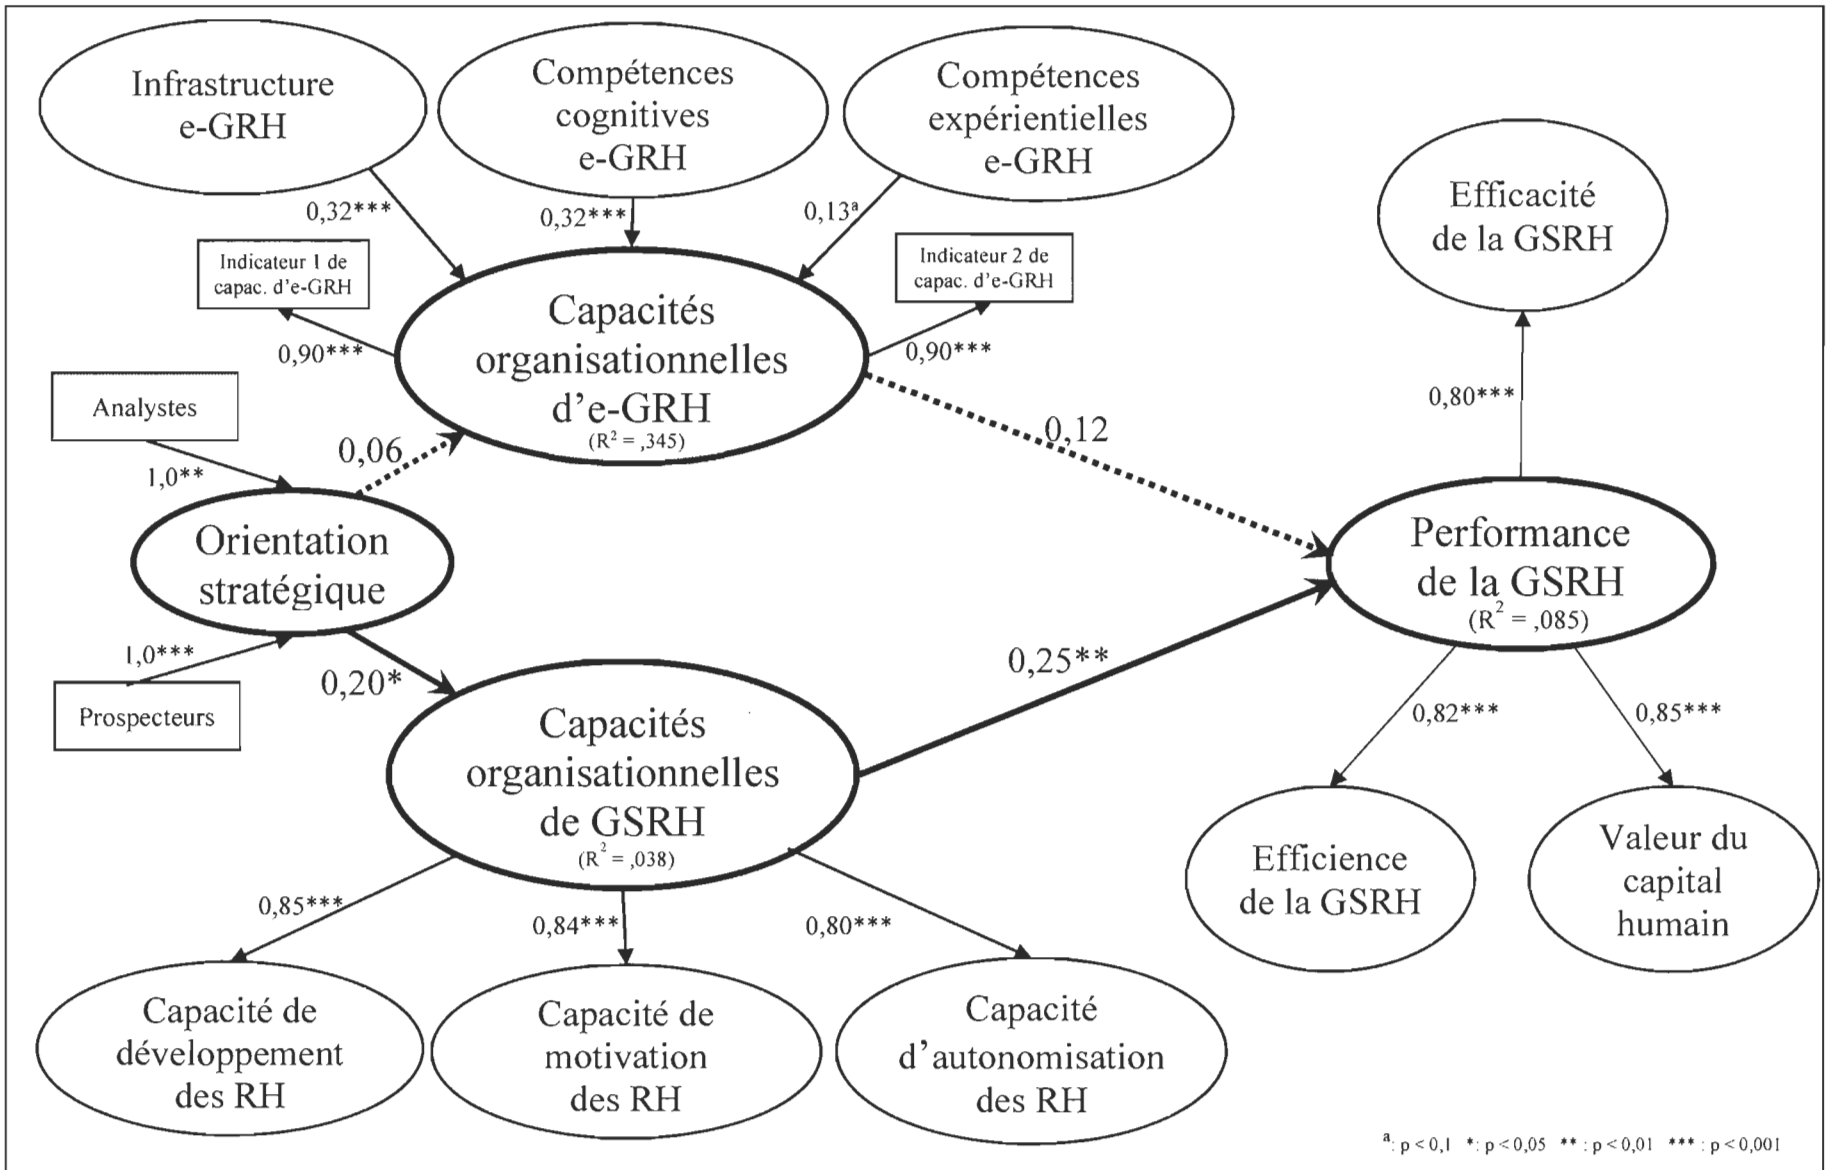 Infrastructure
e-GRH
Compétences
cognitives
e-GRH
Compétences
expérientielles
e-GRH
Efficacité
de la GSRH
0,32***
0,32***
0,13ª
Indicateur 1 de
capac. d'e-GRH
Indicateur 2 de
capac. d'e-GRH
Capacités
organisationnelles
d'e-GRH
(R² = ,345)
0,90***
0,90***
0,80***
Analystes
1,0**
0,06
0,12
Orientation
stratégique
Performance
de la GSRH
(R² = ,085)
1,0***
Prospecteurs
0,20*
0,25**
Capacités
organisationnelles
de GSRH
(R² = ,038)
0,82***
0,85***
Efficience
de la GSRH
Valeur du
capital
humain
0,85***
0,84***
0,80***
Capacité de
développement
des RH
Capacité de
motivation
des RH
Capacité
d'autonomisation
des RH
ª: p < 0,1 *: p < 0,05 ** : p < 0,01 *** : p < 0,001